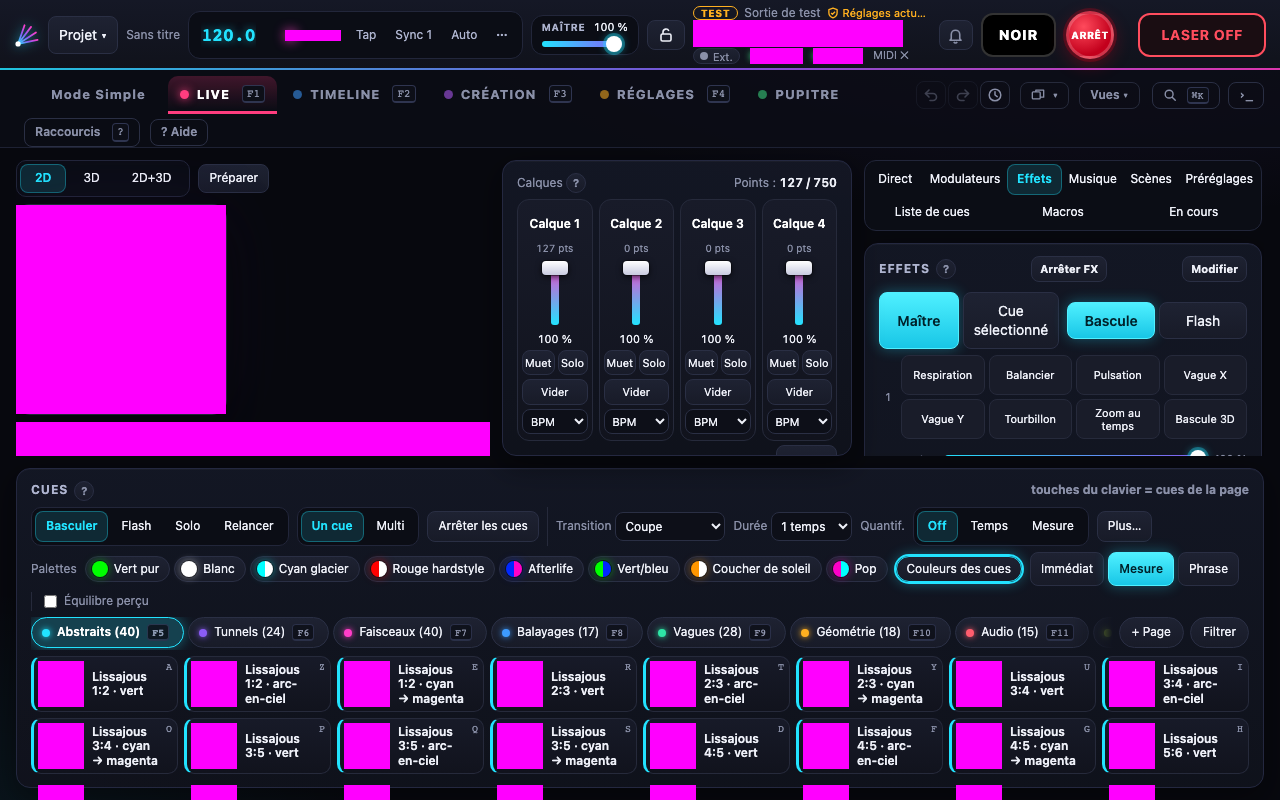 Projet ▾ Sans titre 120.0 Tap Sync 1 Auto ··· MAÎTRE 100 % TEST Sortie de test Réglages actu… NOIR ARRÊT LASER OFF
Ext. MIDI ✕
Mode Simple LIVE F1 TIMELINE F2 CRÉATION F3 RÉGLAGES F4 PUPITRE Vues ▾ ⌘K
Raccourcis ? ? Aide
2D 3D 2D+3D Préparer
Calques ? Points : 127 / 750
Calque 1 Calque 2 Calque 3 Calque 4
127 pts 0 pts 0 pts 0 pts
100 % 100 % 100 % 100 %
Muet Solo Muet Solo Muet Solo Muet Solo
Vider Vider Vider Vider
BPM BPM BPM BPM
Direct Modulateurs Effets Musique Scènes Préréglages
Liste de cues Macros En cours
EFFETS ? Arrêter FX Modifier
Maître Cue sélectionné Bascule Flash
1 Respiration Balancier Pulsation Vague X
Vague Y Tourbillon Zoom au temps Bascule 3D
CUES ? touches du clavier = cues de la page
Basculer Flash Solo Relancer Un cue Multi Arrêter les cues Transition Coupe Durée 1 temps Quantif. Off Temps Mesure Plus…
Palettes Vert pur Blanc Cyan glacier Rouge hardstyle Afterlife Vert/bleu Coucher de soleil Pop Couleurs des cues Immédiat Mesure Phrase
Équilibre perçu
Abstraits (40) F5 Tunnels (24) F6 Faisceaux (40) F7 Balayages (17) F8 Vagues (28) F9 Géométrie (18) F10 Audio (15) F11 + Page Filtrer
Lissajous 1:2 · vert A
Lissajous 1:2 · arc-en-ciel Z
Lissajous 1:2 · cyan → magenta E
Lissajous 2:3 · vert R
Lissajous 2:3 · arc-en-ciel T
Lissajous 2:3 · cyan → magenta Y
Lissajous 3:4 · vert U
Lissajous 3:4 · arc-en-ciel I
Lissajous 3:4 · cyan → magenta O
Lissajous 3:5 · vert P
Lissajous 3:5 · arc-en-ciel Q
Lissajous 3:5 · cyan → magenta S
Lissajous 4:5 · vert D
Lissajous 4:5 · arc-en-ciel F
Lissajous 4:5 · cyan → magenta G
Lissajous 5:6 · vert H